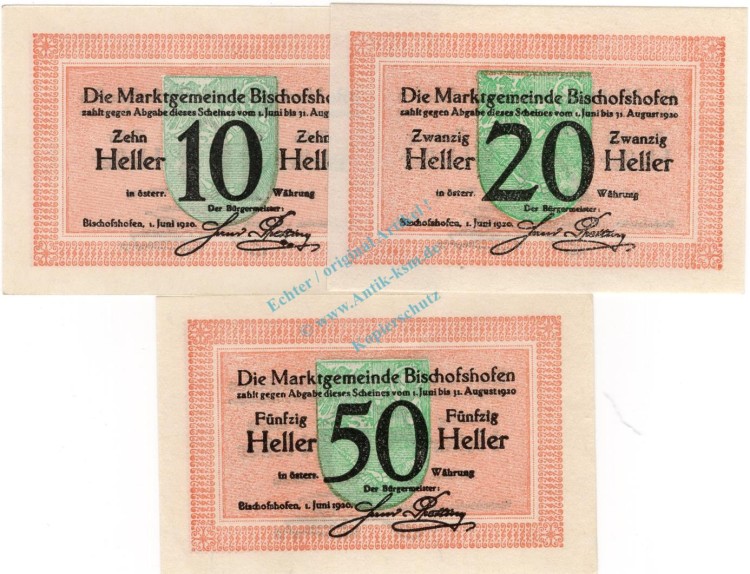 Die Marktgemeinde Bischofsho
zahlt gegen Abgabe dieses Scheines vom 1. Juni bis 31. Augu
Zehn Zehn
Heller 10 Heller
in österr. Währung
Der Bürgermeister:
Bischofshofen, 1. Juni 1920.
Die Marktgemeinde Bischofshofen
zahlt gegen Abgabe dieses Scheines vom 1. Juni bis 31. August 1920
Zwanzig Zwanzig
Heller 20 Heller
in österr. Währung
Der Bürgermeister:
Bischofshofen, 1. Juni 1920.
Echter / original Artikel !
© www.Antik-ksm.de
Kopierschutz
Die Marktgemeinde Bischofshofen
zahlt gegen Abgabe dieses Scheines vom 1. Juni bis 31. August 1920
Fünfzig Fünfzig
Heller 50 Heller
in österr. Währung
Der Bürgermeister:
Bischofshofen, 1. Juni 1920.